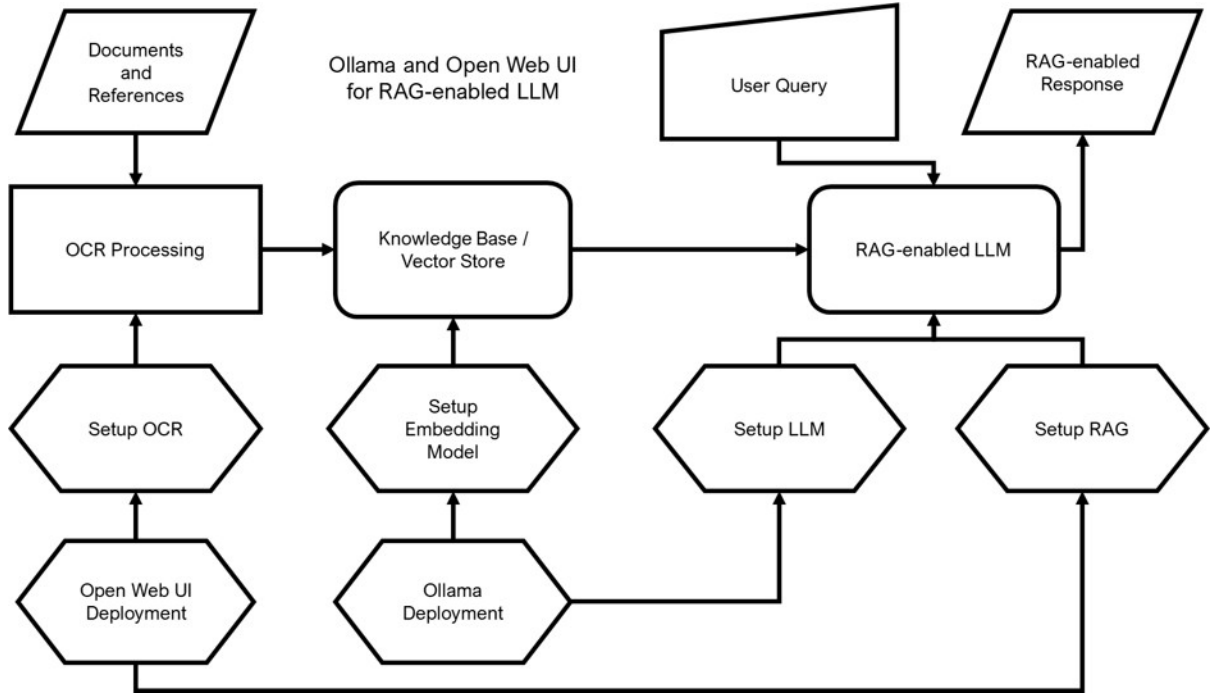 Documents
and
References
Ollama and Open Web UI
for RAG-enabled LLM
User Query
RAG-enabled
Response
OCR Processing
Knowledge Base /
Vector Store
RAG-enabled LLM
Setup OCR
Setup
Embedding
Model
Setup LLM
Setup RAG
Open Web UI
Deployment
Ollama
Deployment